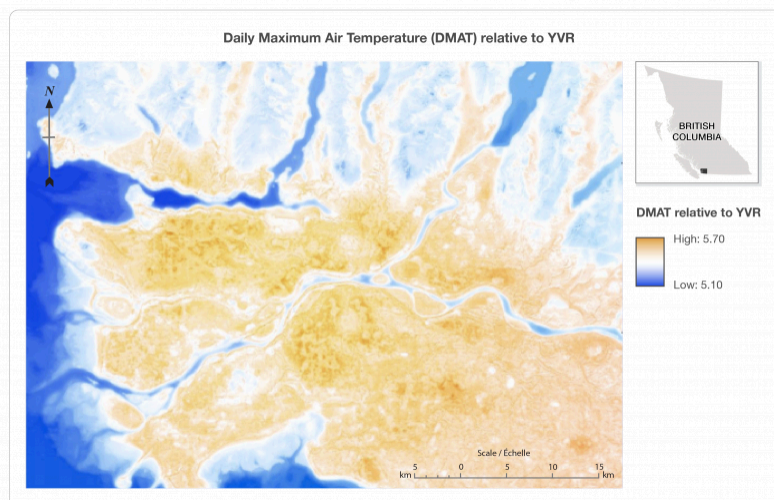 Daily Maximum Air Temperature (DMAT) relative to YVR
N
BRITISH
COLUMBIA
DMAT relative to YVR
High: 5.70
Low: 5.10
Scale / Échelle
5 0 5 10 15
km km